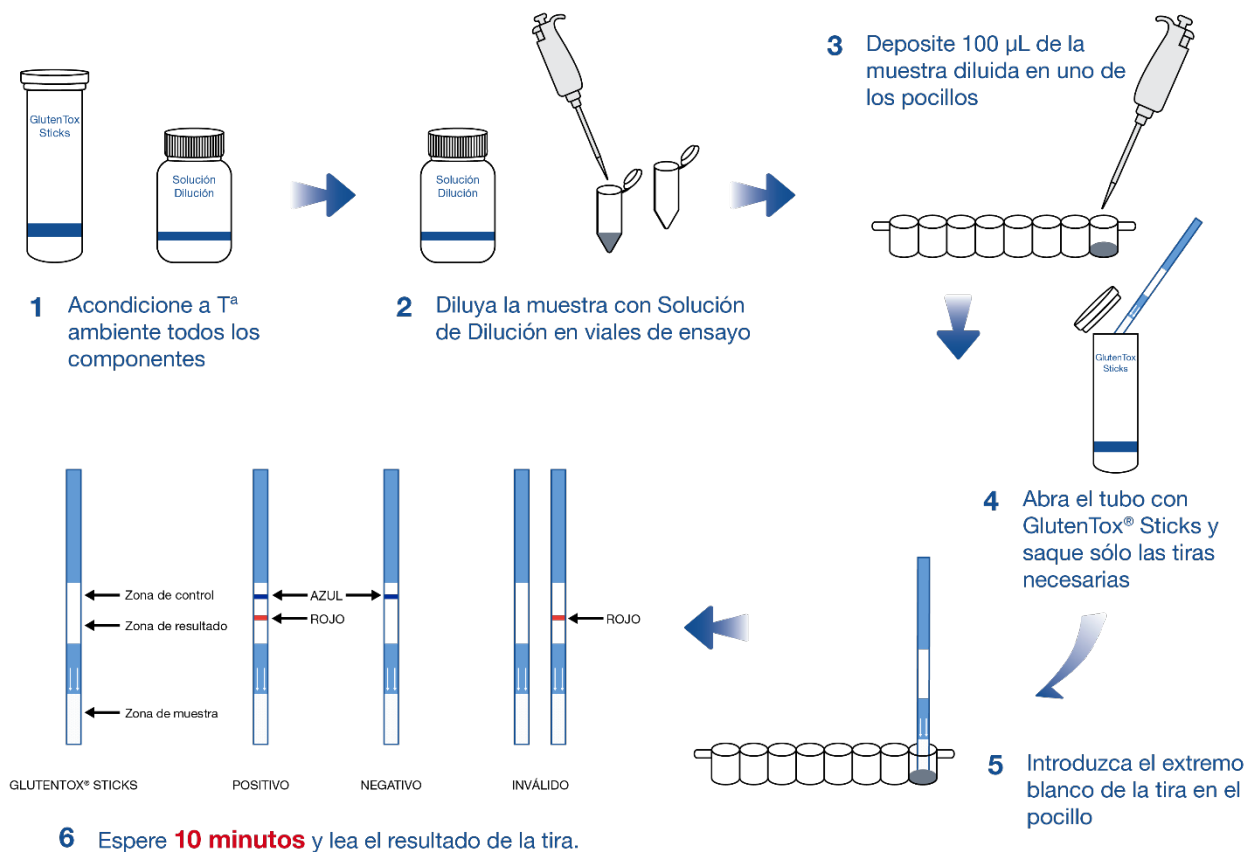 GlutenTox
Sticks
Solución
Dilución
1 Acondicione a Tª
ambiente todos los
componentes
Solución
Dilución
2 Diluya la muestra con Solución
de Dilución en viales de ensayo
3 Deposite 100 µL de la
muestra diluida en uno de
los pocillos
GlutenTox
Sticks
4 Abra el tubo con
GlutenTox® Sticks y
saque sólo las tiras
necesarias
5 Introduzca el extremo
blanco de la tira en el
pocillo
Zona de control
Zona de resultado
Zona de muestra
AZUL
ROJO
ROJO
GLUTENTOX® STICKS
POSITIVO
NEGATIVO
INVÁLIDO
6 Espere 10 minutos y lea el resultado de la tira.